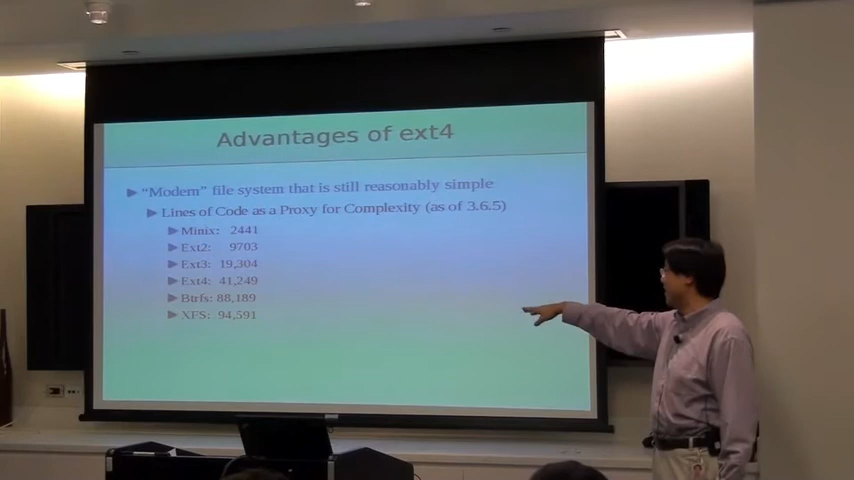 Advantages of ext4
"Modern" file system that is still reasonably simple
Lines of Code as a Proxy for Complexity (as of 3.6.5)
Minix: 2441
Ext2: 9703
Ext3: 19,304
Ext4: 41,249
Btrfs: 88,189
XFS: 94,591